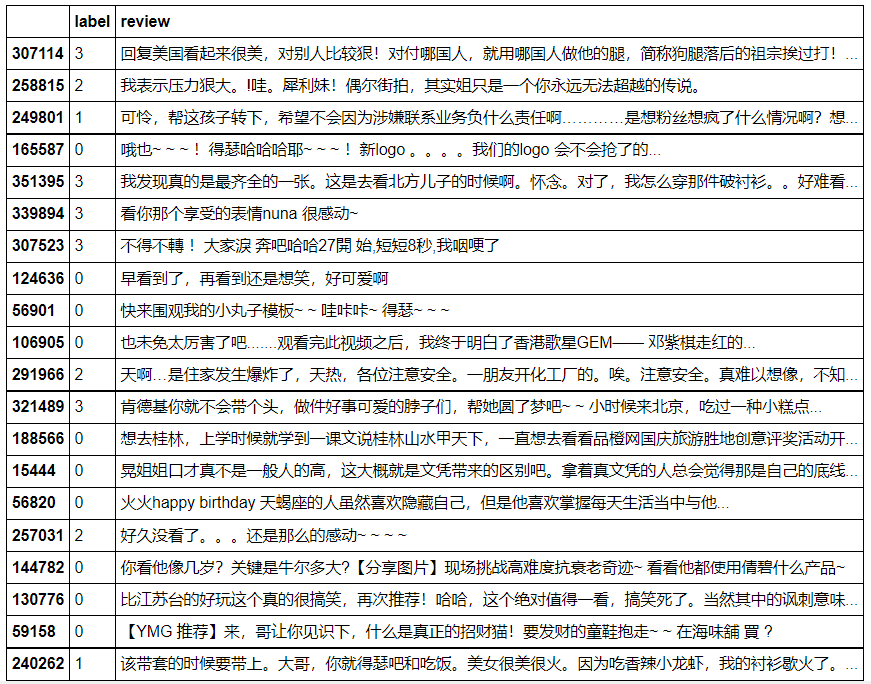 label review
307114 3 回复美国看起来很美，对别人比较狠！对付哪国人，就用哪国人做他的腿，简称狗腿落后的祖宗挨过打！...
258815 2 我表示压力狠大。!哇。犀利妹！偶尔街拍，其实姐只是一个你永远无法超越的传说。
249801 1 可怜，帮这孩子转下，希望不会因为涉嫌联系业务负什么责任啊…………是想粉丝想疯了什么情况啊？想...
165587 0 哦也~ ~ ~！得瑟哈哈哈耶~ ~ ~！新logo 。。。。我们的logo 会不会抢了的...
351395 3 我发现真的是最齐全的一张。这是去看北方儿子的时候啊。怀念。对了，我怎么穿那件破衬衫。。好难看...
339894 3 看你那个享受的表情nuna 很感动~
307523 3 不得不轉 ！大家淚 奔吧哈哈27開 始,短短8秒,我咽哽了
124636 0 早看到了，再看到还是想笑，好可爱啊
56901 0 快来围观我的小丸子模板~ ~ 哇咔咔~ 得瑟~ ~ ~
106905 0 也未免太厉害了吧.......观看完此视频之后，我终于明白了香港歌星GEM—— 邓紫棋走红的...
291966 2 天啊…是住家发生爆炸了，天热，各位注意安全。一朋友开化工厂的。唉。注意安全。真难以想像，不知...
321489 3 肯德基你就不会带个头，做件好事可爱的脖子们，帮她圆了梦吧~ ~ 小时候来北京，吃过一种小糕点...
188566 0 想去桂林，上学时候就学到一课文说桂林山水甲天下，一直想去看看品橙网国庆旅游胜地创意评奖活动开...
15444 0 晃姐姐口才真不是一般人的高，这大概就是文凭带来的区别吧。拿着真文凭的人总会觉得那是自己的底线...
56820 0 火火happy birthday 天蝎座的人虽然喜欢隐藏自己，但是他喜欢掌握每天生活当中与他...
257031 2 好久没看了。。。还是那么的感动~ ~ ~ ~
144782 0 你看他像几岁？关键是牛尔多大?【分享图片】现场挑战高难度抗衰老奇迹~ 看看他都使用倩碧什么产品~
130776 0 比江苏台的好玩这个真的很搞笑，再次推荐！哈哈，这个绝对值得一看，搞笑死了。当然其中的讽刺意味...
59158 0 【YMG 推荐】来，哥让你见识下，什么是真正的招财猫！要发财的童鞋抱走~ ~ 在海味舖 買 ？
240262 1 该带套的时候要带上。大哥，你就得瑟吧和吃饭。美女很美很火。因为吃香辣小龙虾，我的衬衫歇火了。...